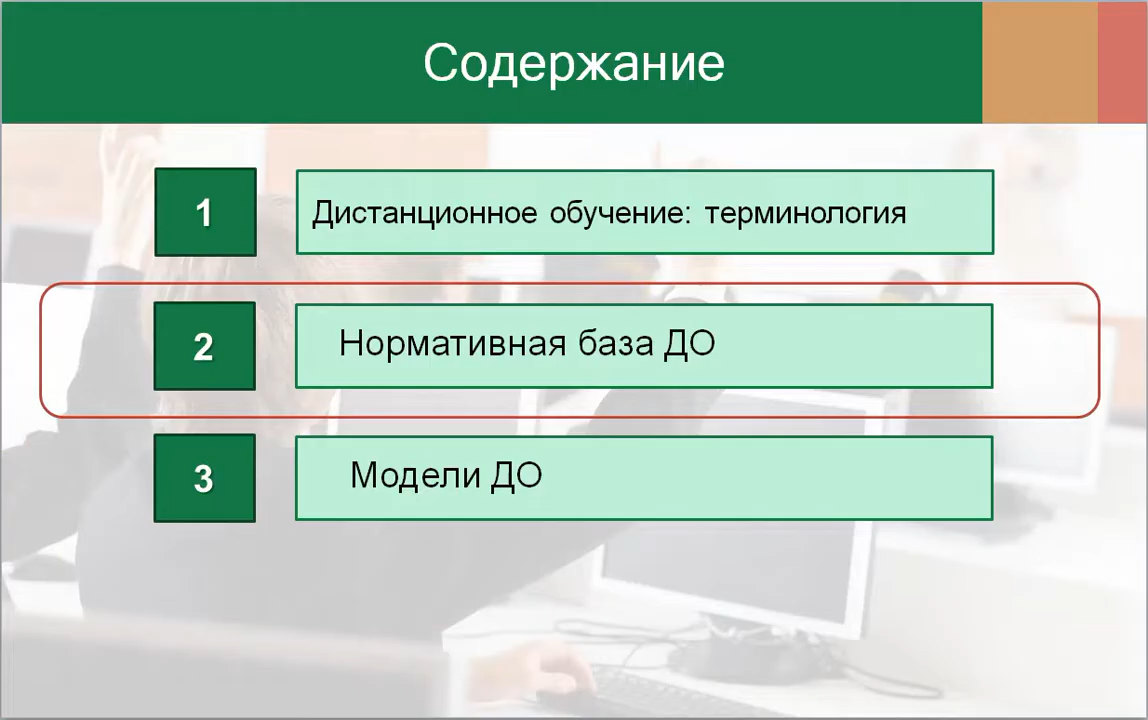 Содержание
1
Дистанционное обучение: терминология
2
Нормативная база ДО
3
Модели ДО